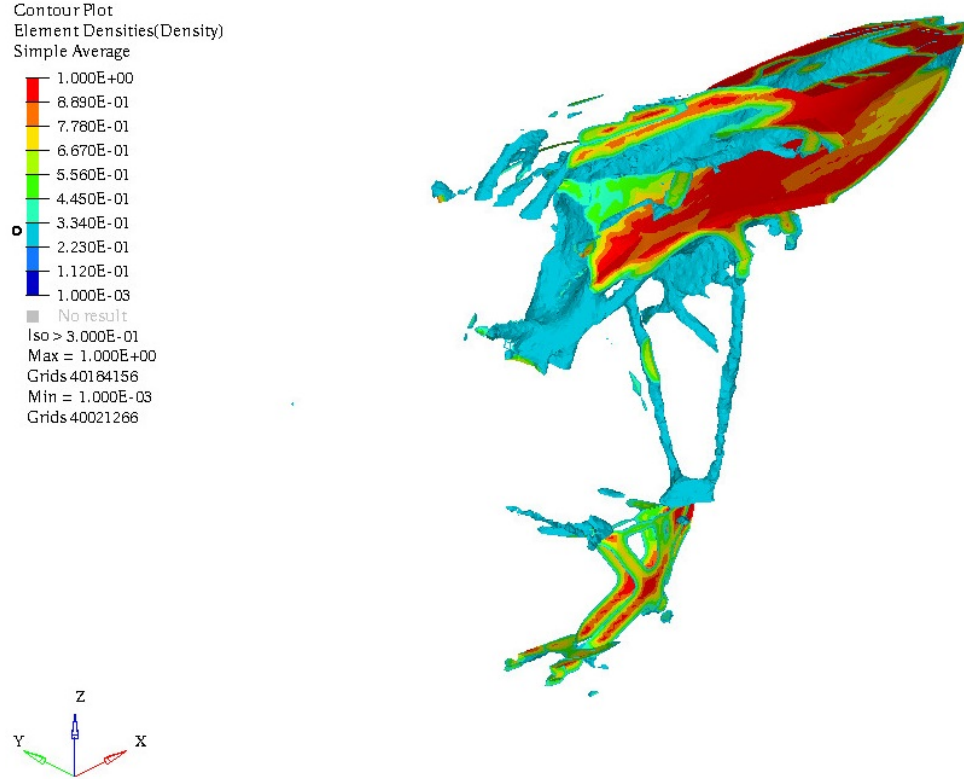 Contour Plot
Element Densities(Density)
Simple Average
1.000E+00
8.890E-01
7.780E-01
6.670E-01
5.560E-01
4.450E-01
3.340E-01
2.230E-01
1.120E-01
1.000E-03
No result
Iso > 3.000E-01
Max = 1.000E+00
Grids 40184156
Min = 1.000E-03
Grids 40021266
Z
Y
X